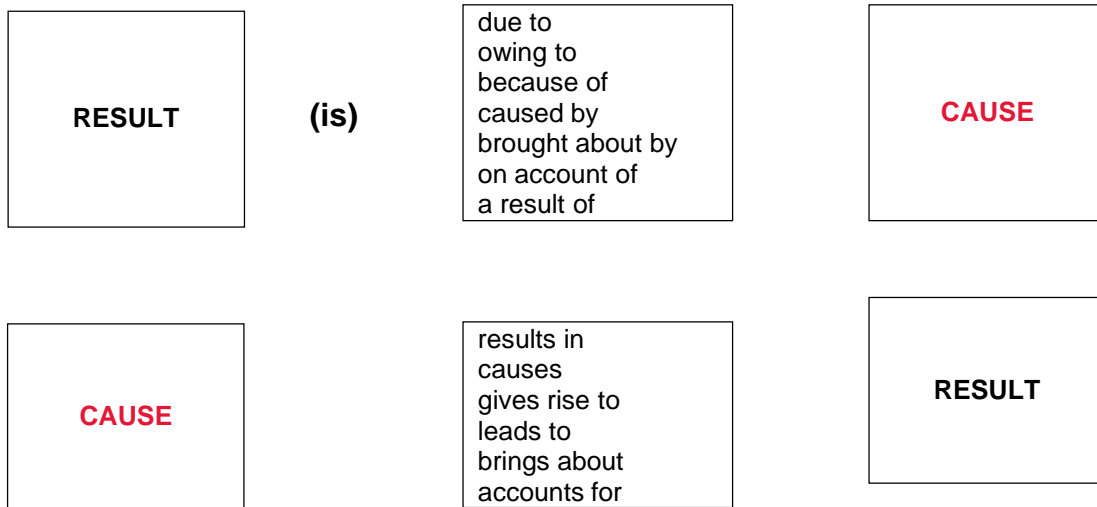 RESULT
(is)
due to
owing to
because of
caused by
brought about by
on account of
a result of
CAUSE
CAUSE
results in
causes
gives rise to
leads to
brings about
accounts for
RESULT